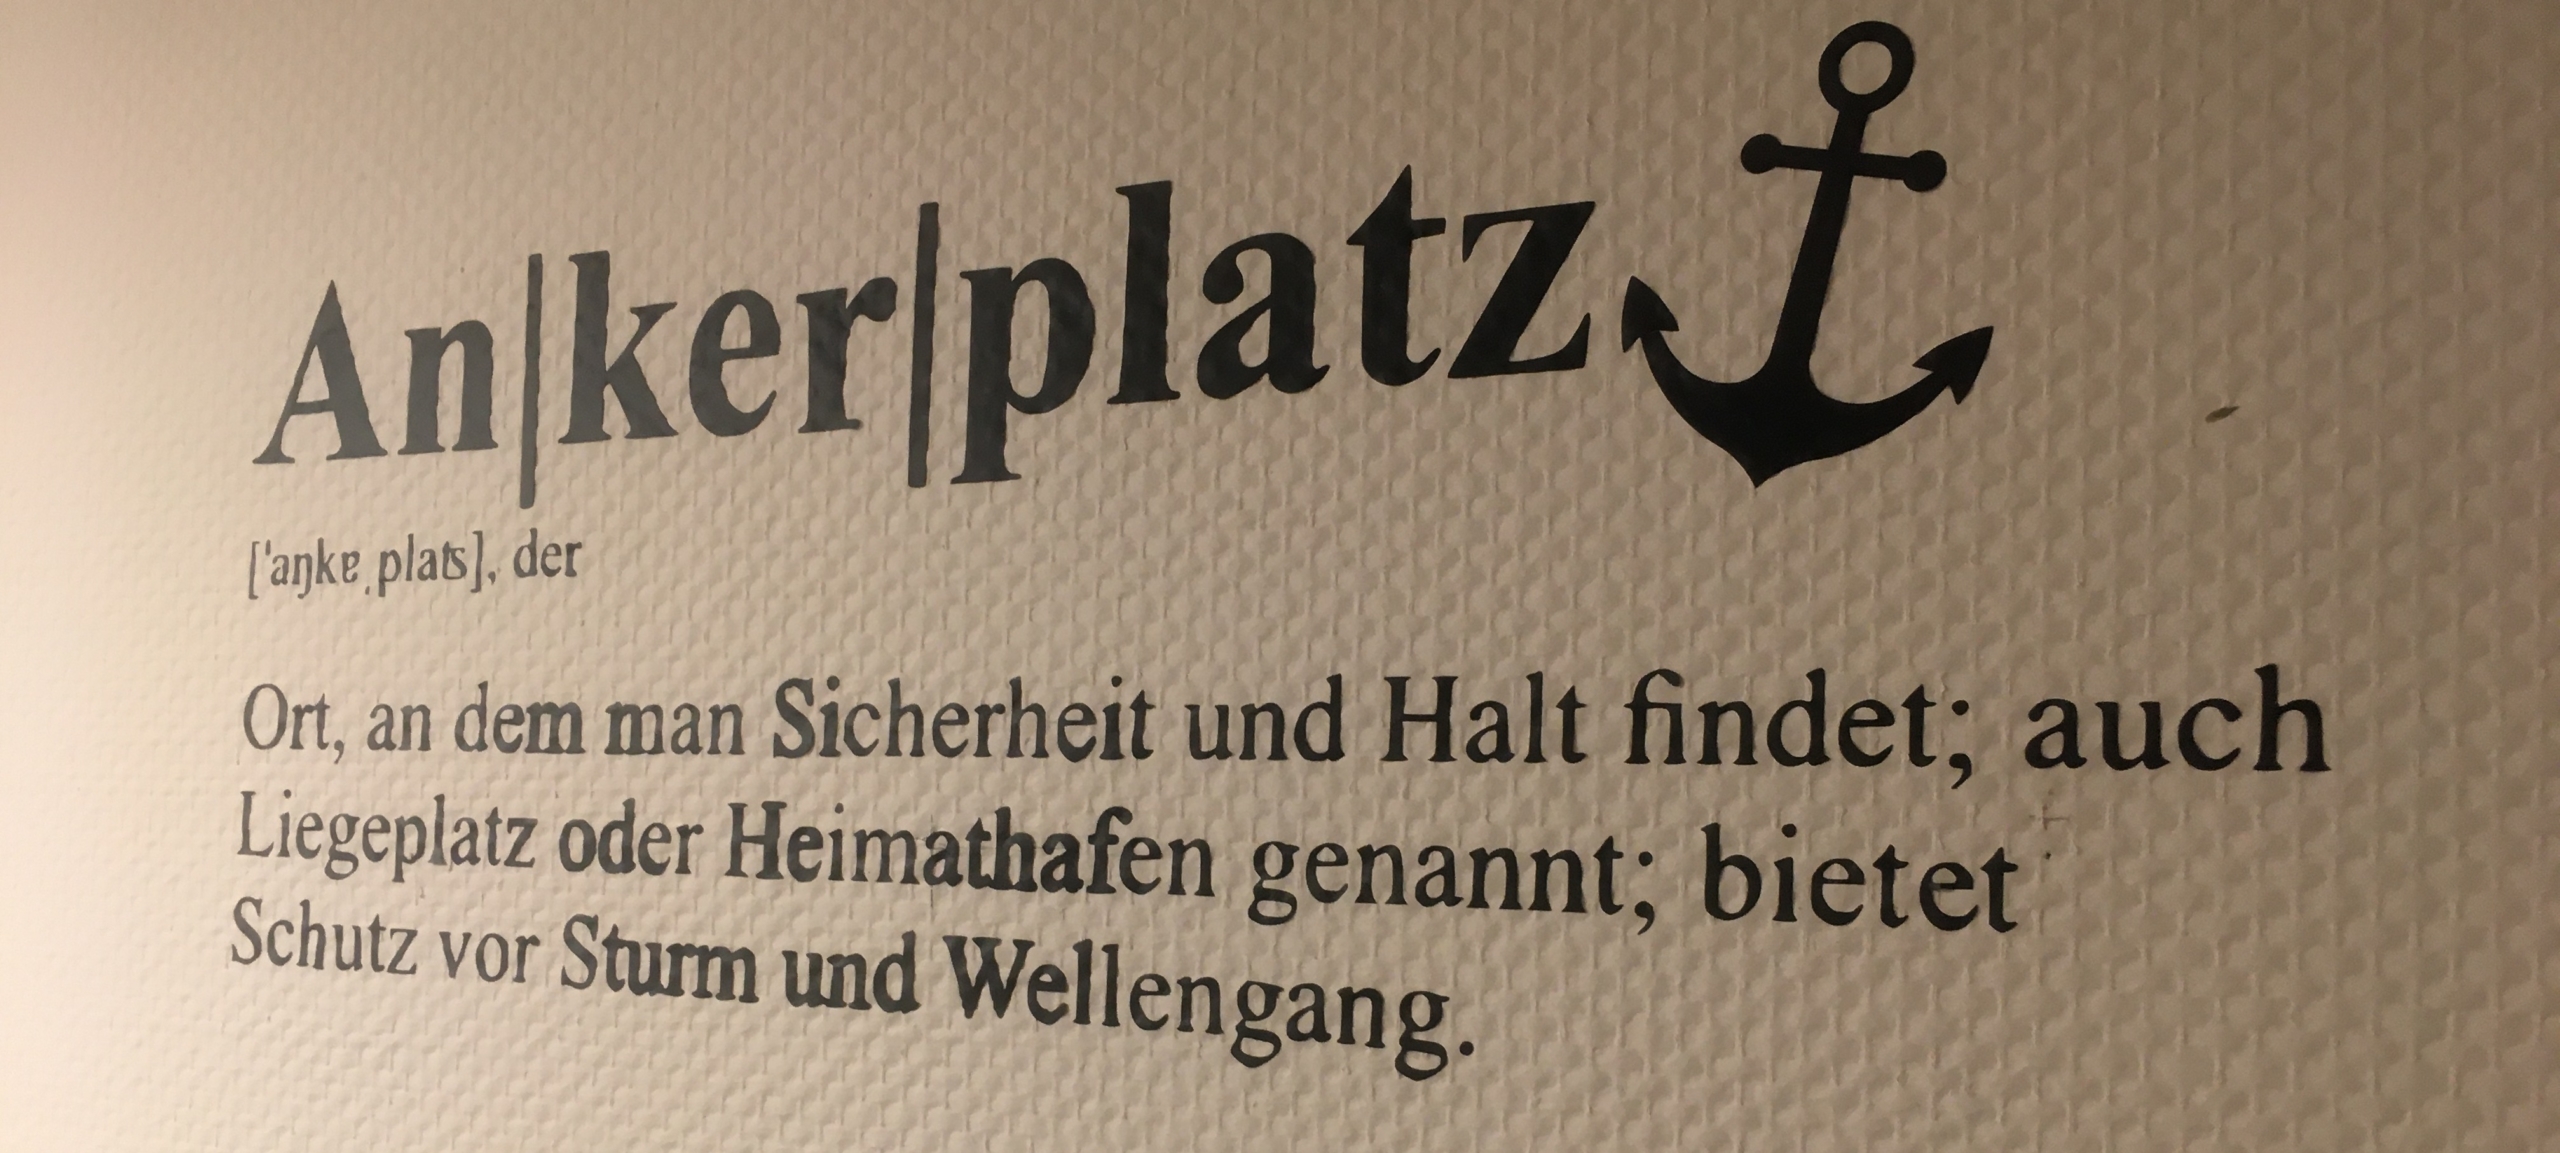 An|ker|platz
['aŋkɐˌplats], der
Ort, an dem man Sicherheit und Halt findet; auch
Liegeplatz oder Heimathafen genannt; bietet
Schutz vor Sturm und Wellengang.